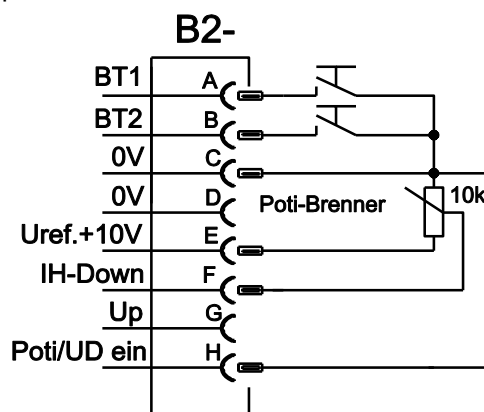 B2-
BT1 A
BT2 B
0V C
0V D Poti-Brenner 10k
Uref.+10V E
IH-Down F
Up G
Poti/UD ein H